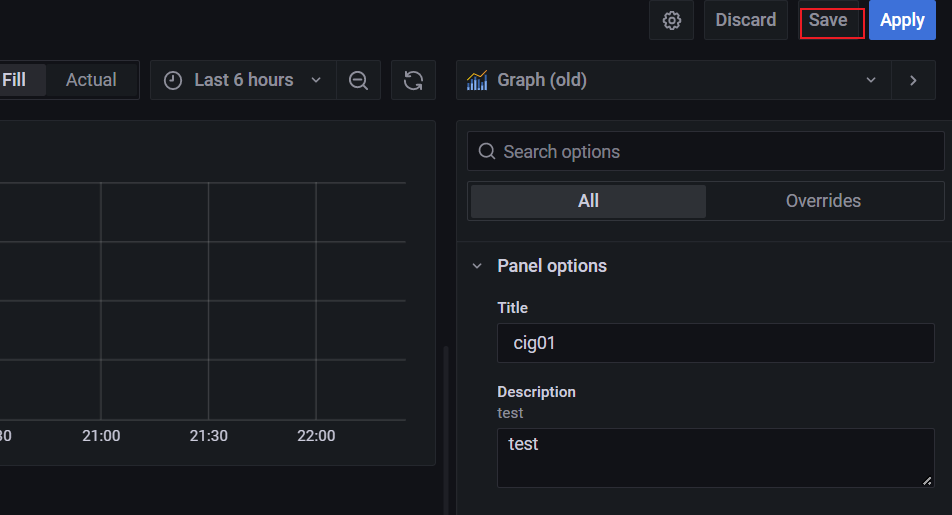 Discard Save Apply
Fill Actual Last 6 hours Graph (old)
Search options
All Overrides
Panel options
Title
cig01
Description
test
test
30 21:00 21:30 22:00